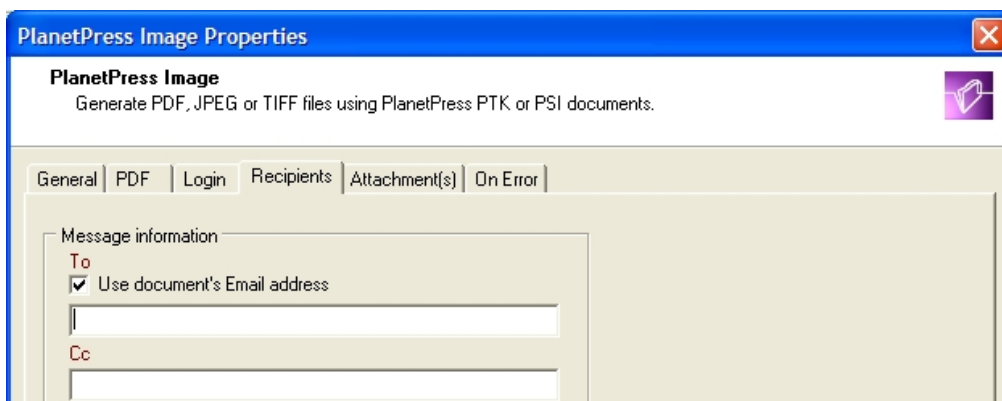 PlanetPress Image Properties
PlanetPress Image
Generate PDF, JPEG or TIFF files using PlanetPress PTK or PSI documents.
General PDF Login Recipients Attachment(s) On Error
Message information
To
Use document's Email address
Cc